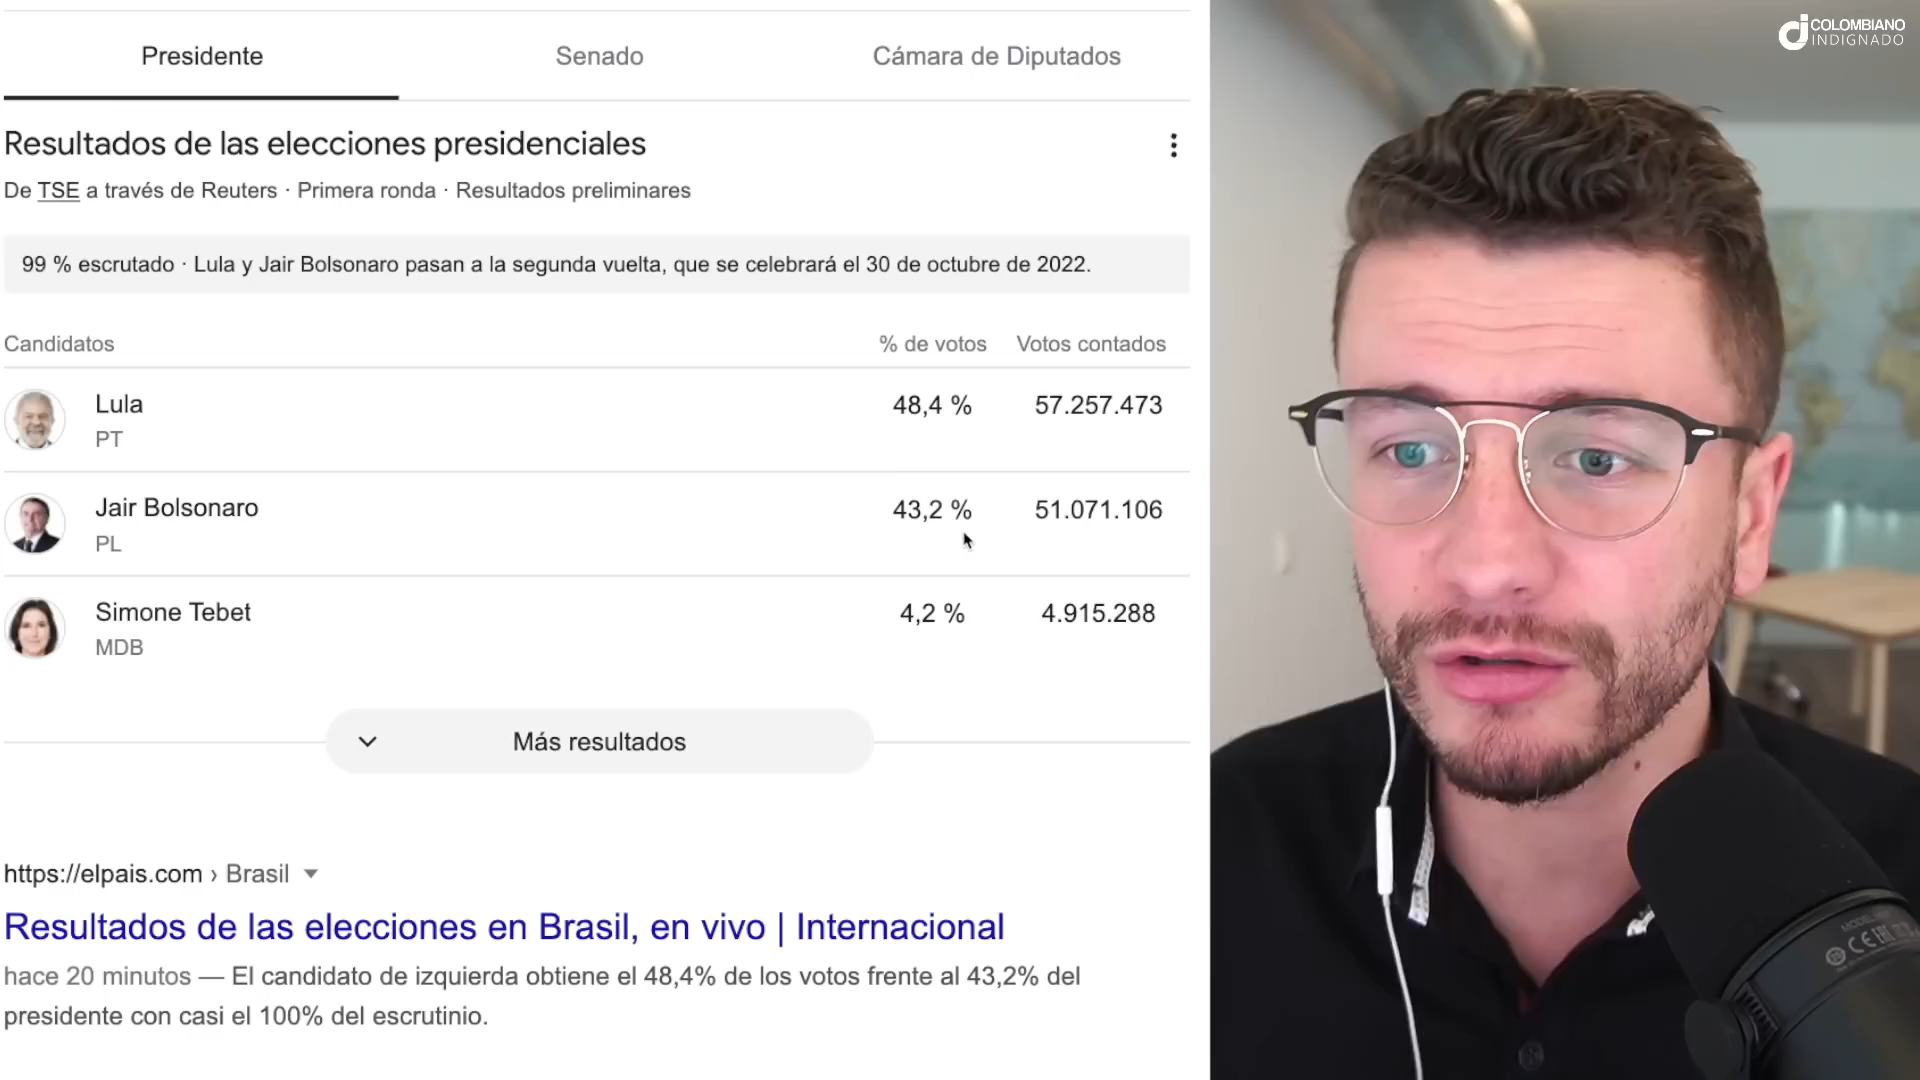 COLOMBIANO
INDIGNADO
Presidente
Senado
Cámara de Diputados
Resultados de las elecciones presidenciales
De TSE a través de Reuters · Primera ronda · Resultados preliminares
99 % escrutado · Lula y Jair Bolsonaro pasan a la segunda vuelta, que se celebrará el 30 de octubre de 2022.
Candidatos % de votos Votos contados
Lula 48,4 % 57.257.473
PT
Jair Bolsonaro 43,2 % 51.071.106
PL
Simone Tebet 4,2 % 4.915.288
MDB
Más resultados
https://elpais.com › Brasil
Resultados de las elecciones en Brasil, en vivo | Internacional
hace 20 minutos — El candidato de izquierda obtiene el 48,4% de los votos frente al 43,2% del
presidente con casi el 100% del escrutinio.